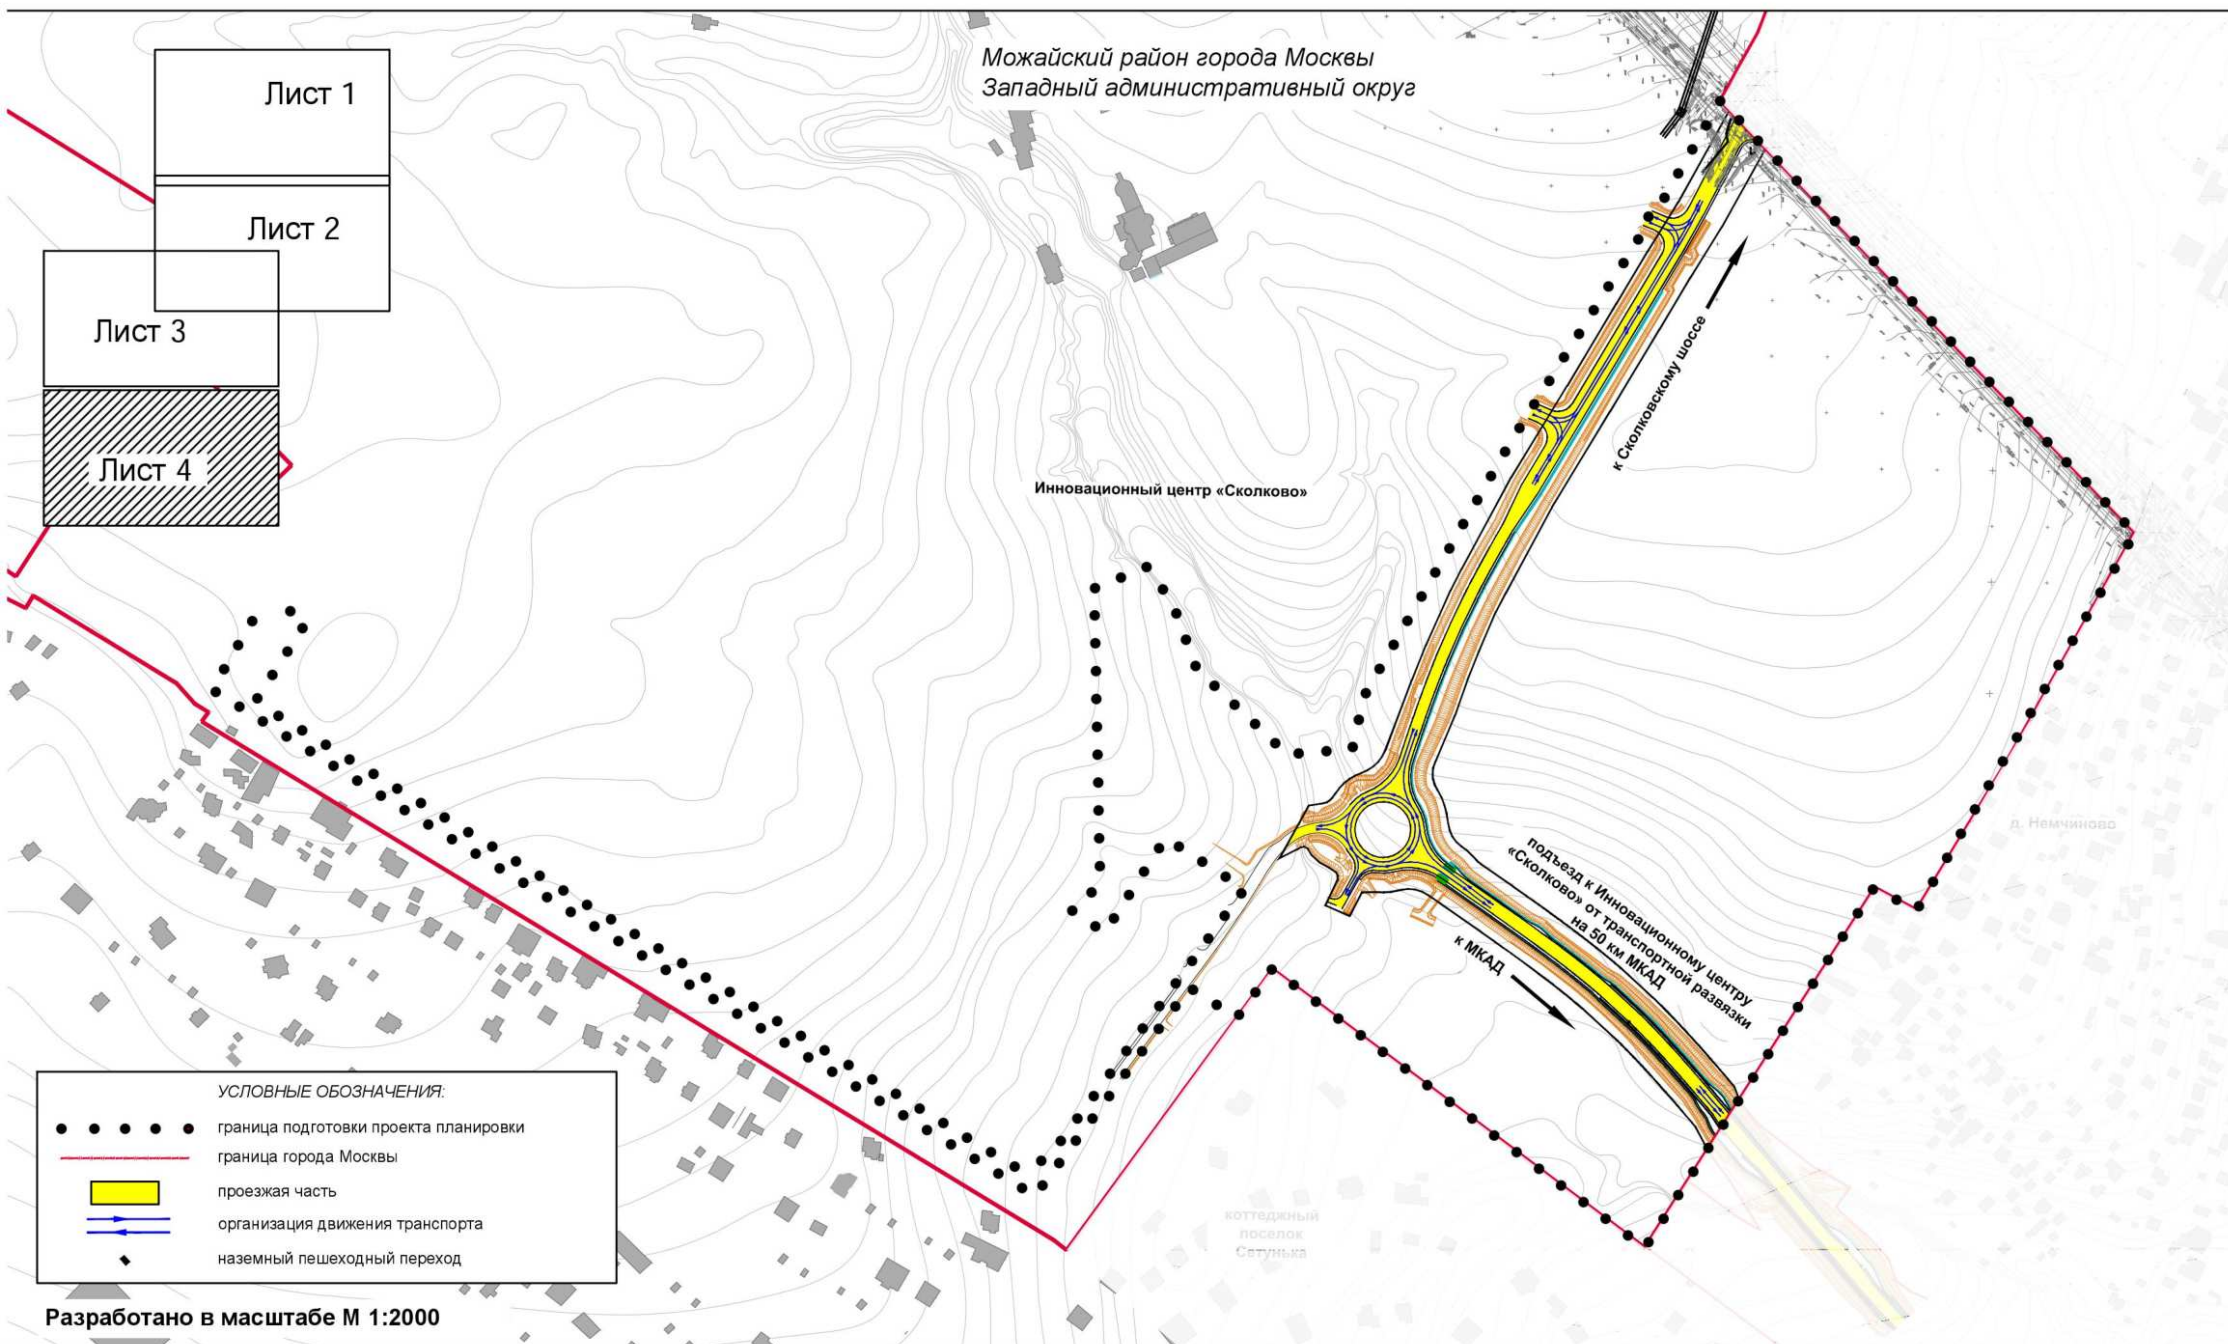 Можайский район города Москвы
Западный административный округ
Лист 1
Лист 2
Лист 3
Лист 4
к Сколковскому шоссе
Инновационный центр «Сколково»
д. Немчиново
подъезд к Инновационному центру
«Сколково» от транспортной развязки
на 50 км МКАД
к МКАД
коттеджный
поселок
Сетунька
УСЛОВНЫЕ ОБОЗНАЧЕНИЯ:
граница подготовки проекта планировки
граница города Москвы
проезжая часть
организация движения транспорта
наземный пешеходный переход
Разработано в масштабе М 1:2000